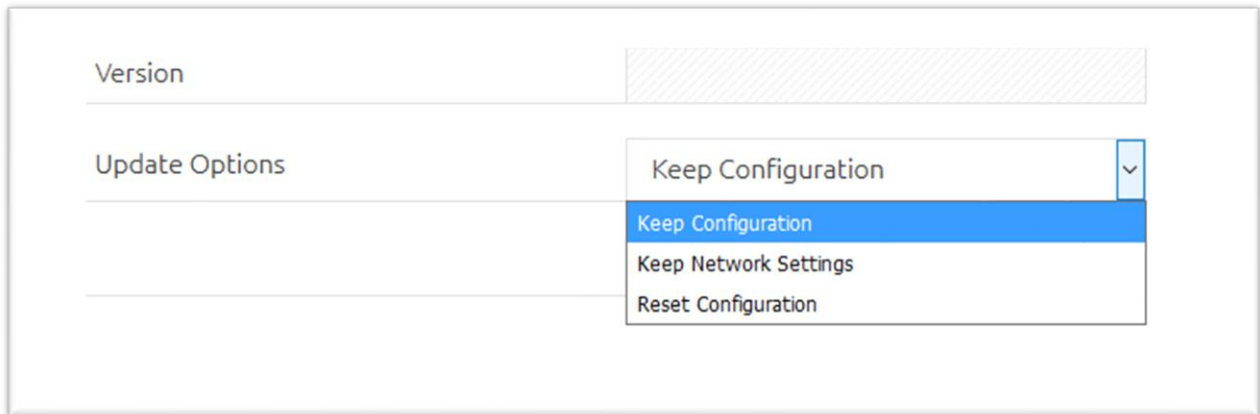 Version
Update Options
Keep Configuration
Keep Configuration
Keep Network Settings
Reset Configuration